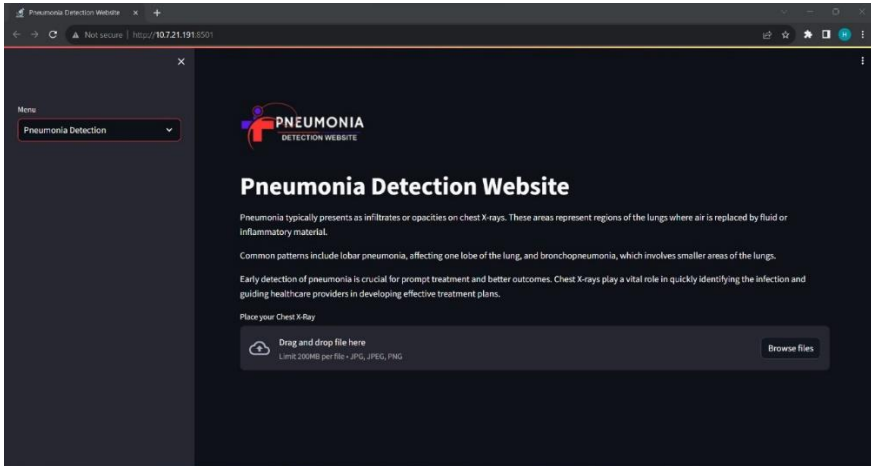 Pneumonia Detection Website
Not secure | http://10.7.21.191:8501
H
Menu
Pneumonia Detection
PNEUMONIA
DETECTION WEBSITE
Pneumonia Detection Website
Pneumonia typically presents as infiltrates or opacities on chest X-rays. These areas represent regions of the lungs where air is replaced by fluid or
inflammatory material.
Common patterns include lobar pneumonia, affecting one lobe of the lung, and bronchopneumonia, which involves smaller areas of the lungs.
Early detection of pneumonia is crucial for prompt treatment and better outcomes. Chest X-rays play a vital role in quickly identifying the infection and
guiding healthcare providers in developing effective treatment plans.
Place your Chest X-Ray
Drag and drop file here
Limit 200MB per file • JPG, JPEG, PNG
Browse files